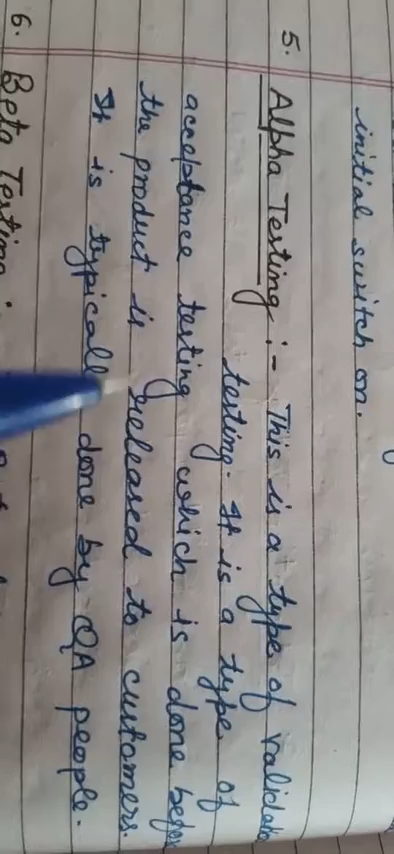 initial switch on.
5. Alpha Testing :- This is a type of validation
testing. It is a type of
acceptance testing which is done before
the product is released to customers.
It is typically done by QA people.
6. Beta Testing :